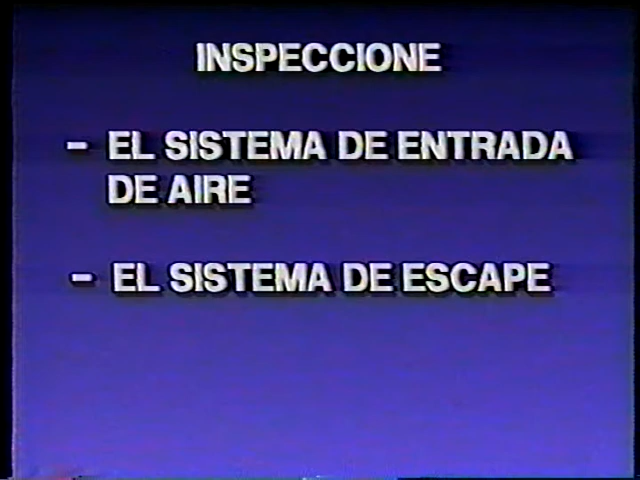 INSPECCIONE
- EL SISTEMA DE ENTRADA
DE AIRE
- EL SISTEMA DE ESCAPE